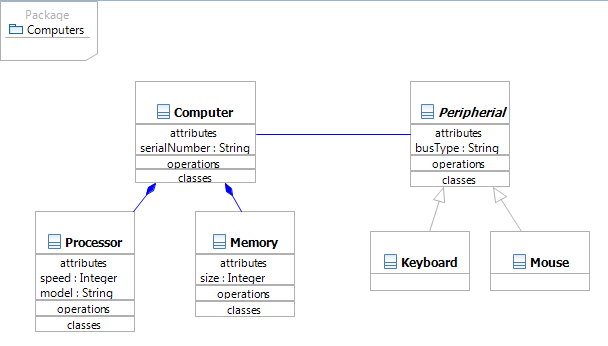 Package
Computers
Computer
attributes
serialNumber : String
operations
classes
Peripherial
attributes
busType : String
operations
classes
Processor
attributes
speed : Integer
model : String
operations
classes
Memory
attributes
size : Integer
operations
classes
Keyboard
Mouse